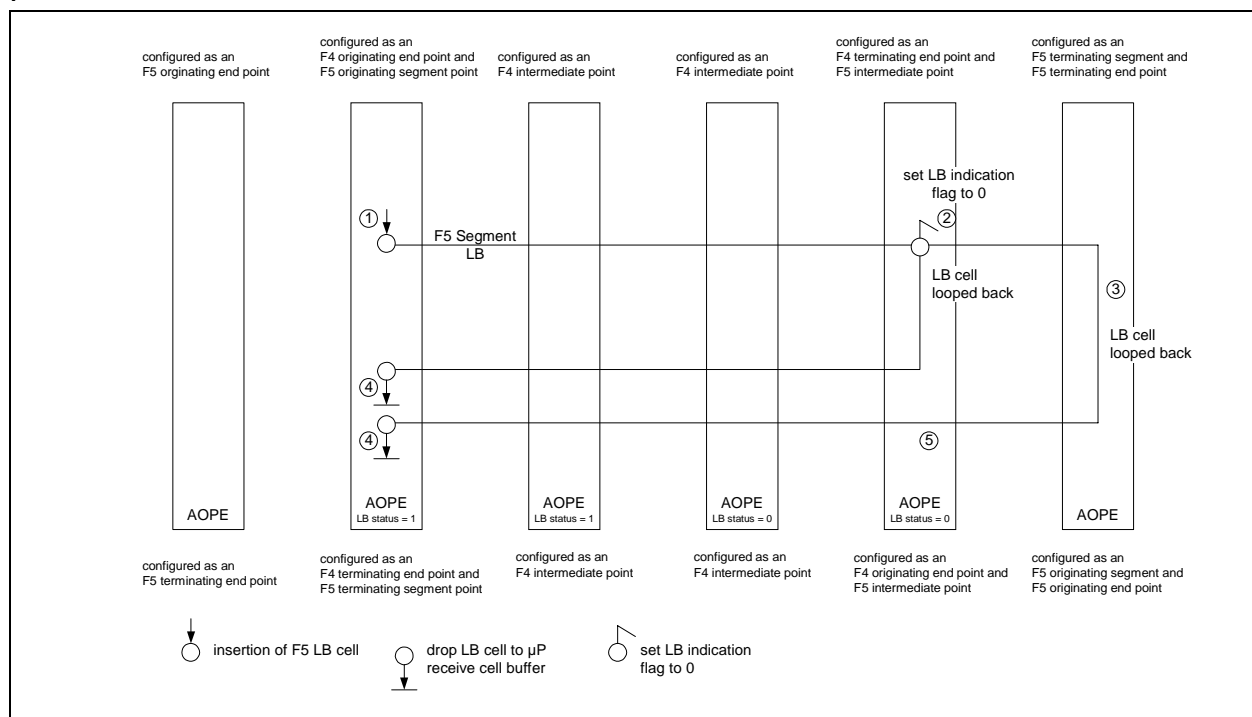 configured as an
F5 orginating end point
configured as an
F4 originating end point and
F5 originating segment point
configured as an
F4 intermediate point
configured as an
F4 intermediate point
configured as an
F4 terminating end point and
F5 intermediate point
configured as an
F5 terminating segment and
F5 terminating end point
set LB indication
flag to 0
1
2
F5 Segment
LB
LB cell
looped back
3
LB cell
looped back
4
4
5
AOPE
AOPE
LB status = 1
AOPE
LB status = 1
AOPE
LB status = 0
AOPE
LB status = 0
AOPE
configured as an
F5 terminating end point
configured as an
F4 terminating end point and
F5 terminating segment point
configured as an
F4 intermediate point
configured as an
F4 intermediate point
configured as an
F4 originating end point and
F5 intermediate point
configured as an
F5 originating segment and
F5 originating end point
insertion of F5 LB cell
drop LB cell to µP
receive cell buffer
set LB indication
flag to 0